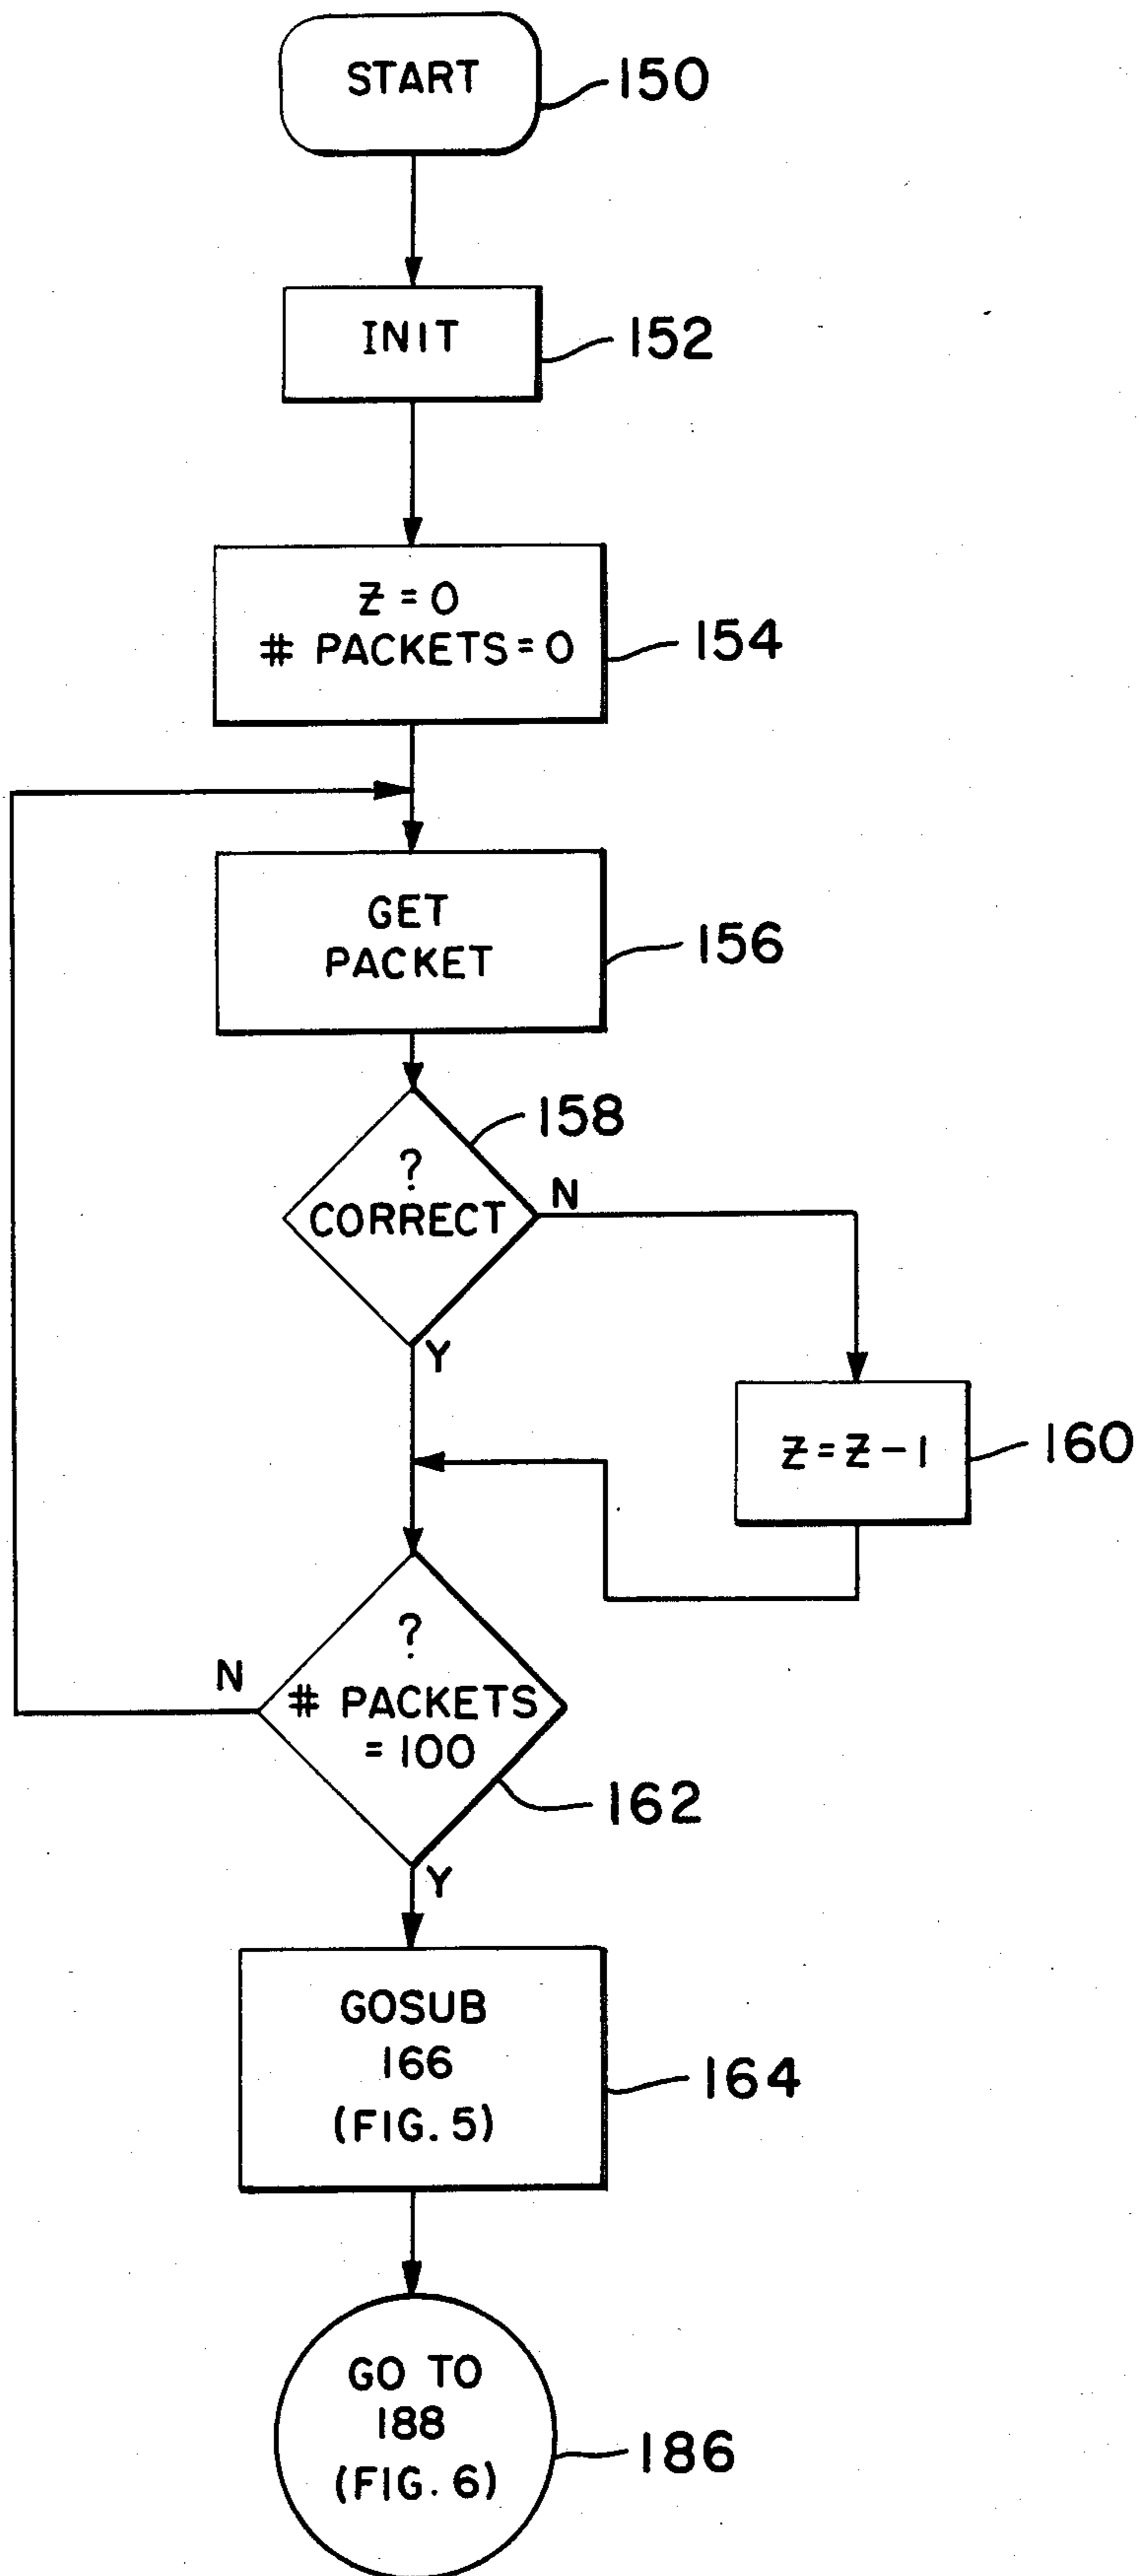 START
150
INIT
152
Z = 0
# PACKETS = 0
154
GET
PACKET
156
158
?
CORRECT
N
Y
Z = Z - 1
160
?
# PACKETS
= 100
N
162
Y
GOSUB
166
(FIG. 5)
164
GO TO
188
(FIG. 6)
186